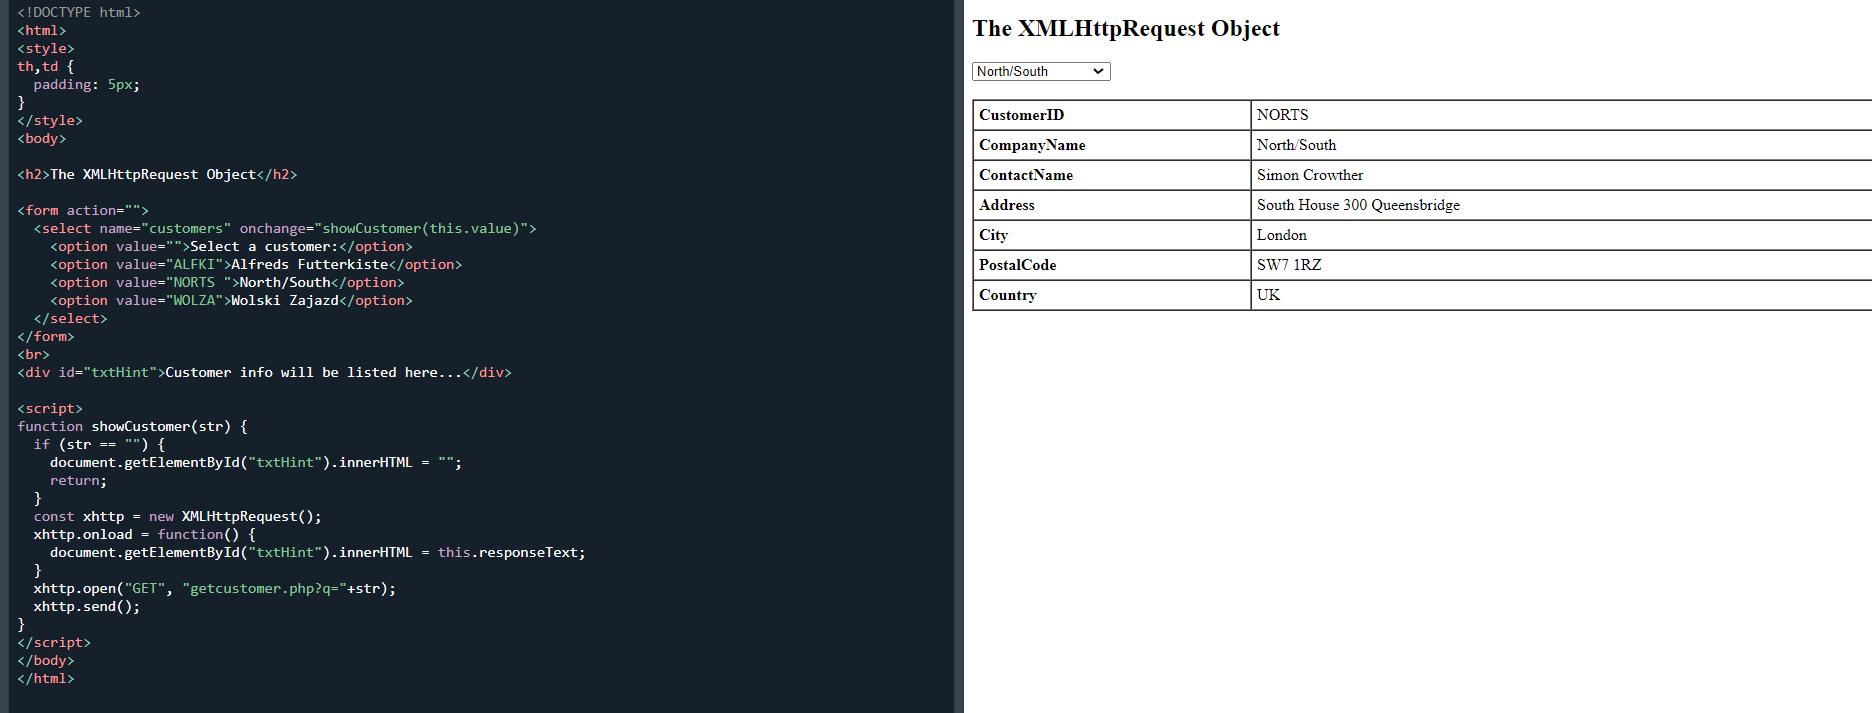 <!DOCTYPE html>
<html>
<style>
th,td {
  padding: 5px;
}
</style>
<body>

<h2>The XMLHttpRequest Object</h2>

<form action="">
  <select name="customers" onchange="showCustomer(this.value)">
    <option value="">Select a customer:</option>
    <option value="ALFKI">Alfreds Futterkiste</option>
    <option value="NORTS ">North/South</option>
    <option value="WOLZA">Wolski Zajazd</option>
  </select>
</form>
<br>
<div id="txtHint">Customer info will be listed here...</div>

<script>
function showCustomer(str) {
  if (str == "") {
    document.getElementById("txtHint").innerHTML = "";
    return;
  }
  const xhttp = new XMLHttpRequest();
  xhttp.onload = function() {
    document.getElementById("txtHint").innerHTML = this.responseText;
  }
  xhttp.open("GET", "getcustomer.php?q="+str);
  xhttp.send();
}
</script>
</body>
</html>
The XMLHttpRequest Object
North/South
CustomerID NORTS
CompanyName North/South
ContactName Simon Crowther
Address South House 300 Queensbridge
City London
PostalCode SW7 1RZ
Country UK